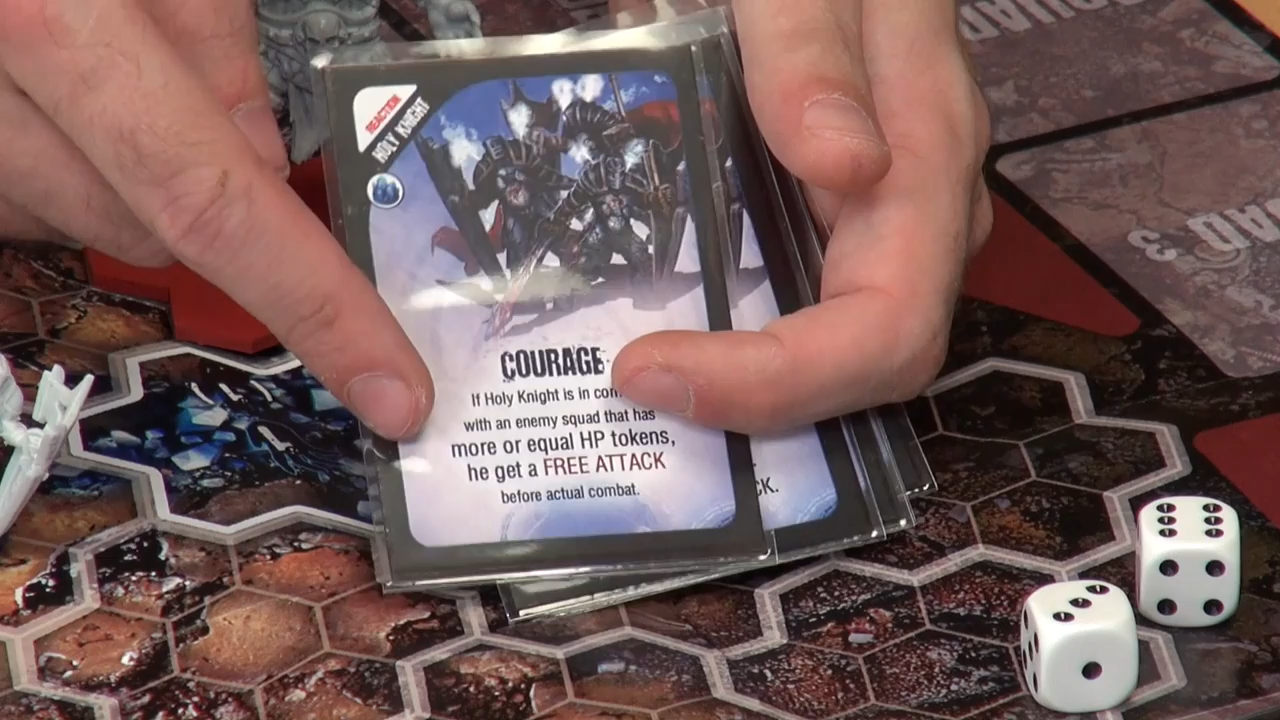 REACTION
HOLY KNIGHT
COURAGE
If Holy Knight is in
with an enemy squad that has
more or equal HP tokens,
he get a FREE ATTACK
before actual combat.
CK.
3